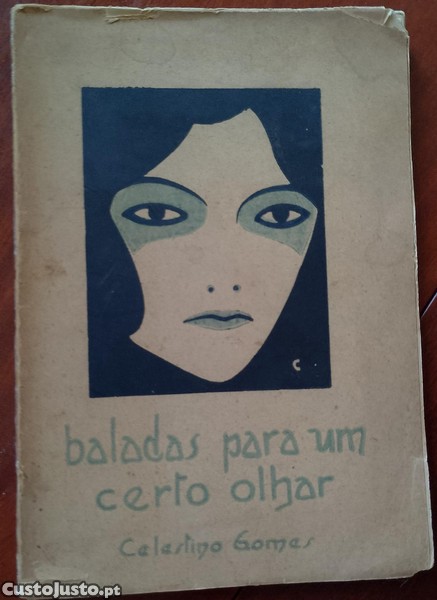 C
baladas para um
certo olhar
Celestino Gomes
CustoJusto.pt